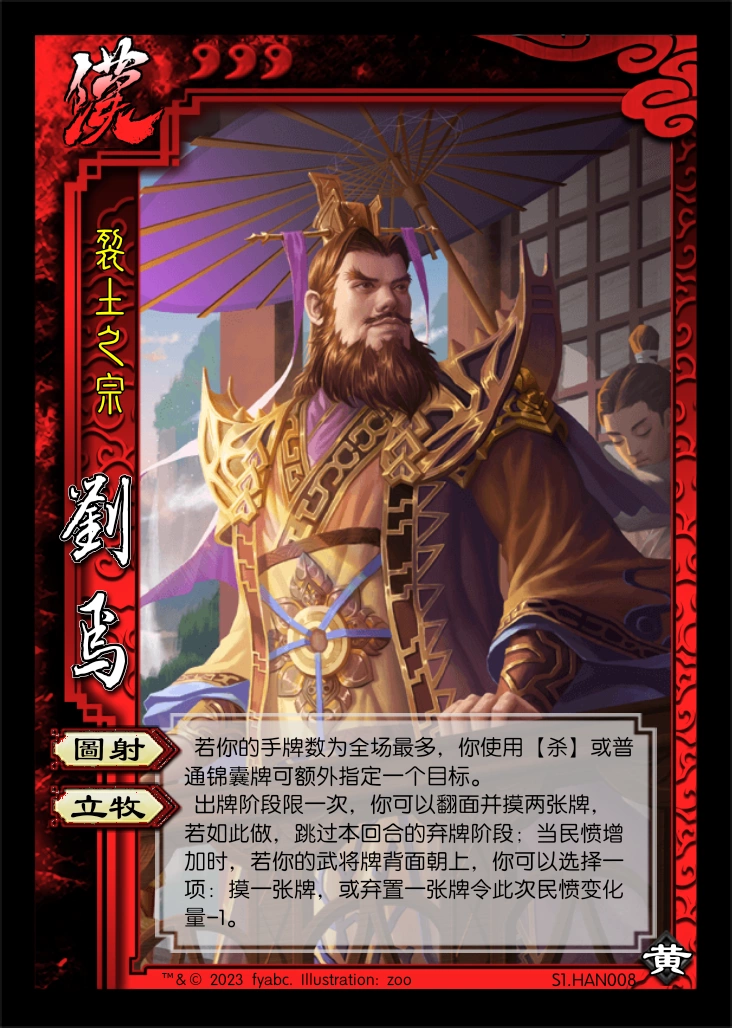 裂土之宗
劉焉
圖射
若你的手牌数为全场最多，你使用【杀】或普
通锦囊牌可额外指定一个目标。
立牧
出牌阶段限一次，你可以翻面并摸两张牌，
若如此做，跳过本回合的弃牌阶段；当民愤增
加时，若你的武将牌背面朝上，你可以选择一
项：摸一张牌，或弃置一张牌令此次民愤变化
量-1。
™&© 2023 fyabc. Illustration: zoo
S1.HAN008
黄